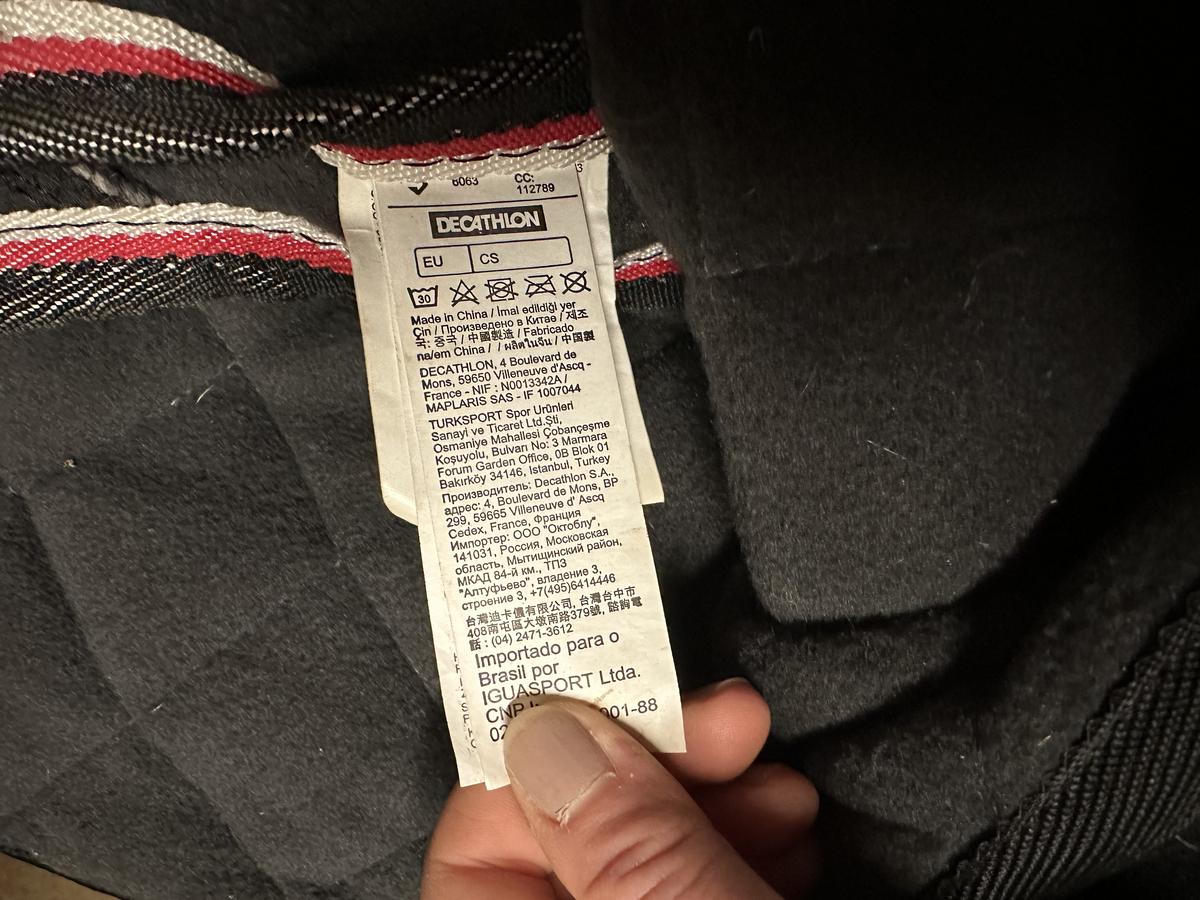 6063 CC:
112789
DECATHLON
EU CS
30
Made in China / İmal edildiği yer
Çin / Произведено в Китае / 제조
국: 중국 / 中國製造 / Fabricado
na/em China / / ผลิตในจีน / 中国製
DECATHLON, 4 Boulevard de
Mons, 59650 Villeneuve d'Ascq -
France - NIF : N0013342A /
MAPLARIS SAS - IF 1007044
TURKSPORT Spor Urünleri
Sanayi ve Ticaret Ltd.Şti,
Osmaniye Mahallesi Çobançeşme
Koşuyolu, Bulvarı No: 3 Marmara
Forum Garden Office, 0B Blok 01
Bakırköy 34146, Istanbul, Turkey
Производитель: Decathlon S.A.,
адрес: 4, Boulevard de Mons, BP
299, 59665 Villeneuve d' Ascq
Cedex, France, Франция
Импортер: ООО "Октоблу",
141031, Россия, Московская
область, Мытищинский район,
МКАД 84-й км., ТПЗ
"Алтуфьево", владение 3,
строение 3, +7(495)6414446
台灣迪卡儂有限公司, 台灣台中市
408南屯區大墩南路379號, 諮詢電
話 : (04) 2471-3612
Importado para o
Brasil por
IGUASPORT Ltda.
001-88
02